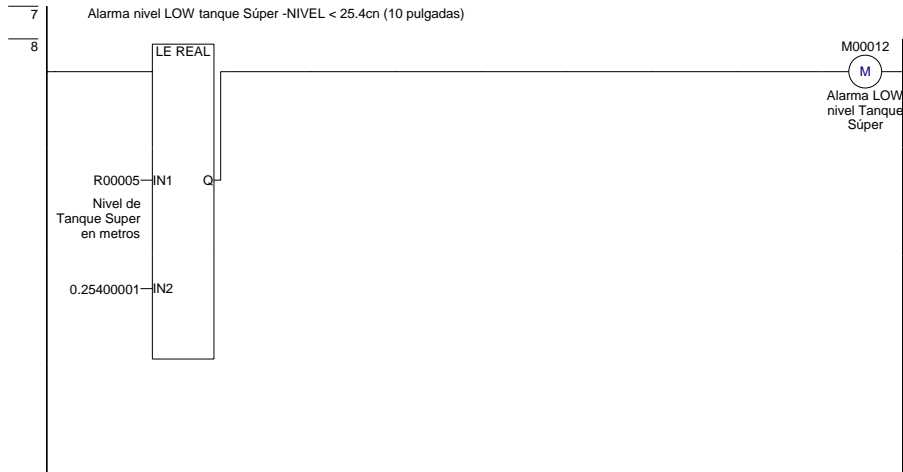 7
Alarma nivel LOW tanque Súper -NIVEL < 25.4cn (10 pulgadas)
8
LE REAL
M00012
M
Alarma LOW
nivel Tanque
Súper
R00005
IN1
Q
Nivel de
Tanque Super
en metros
0.25400001
IN2